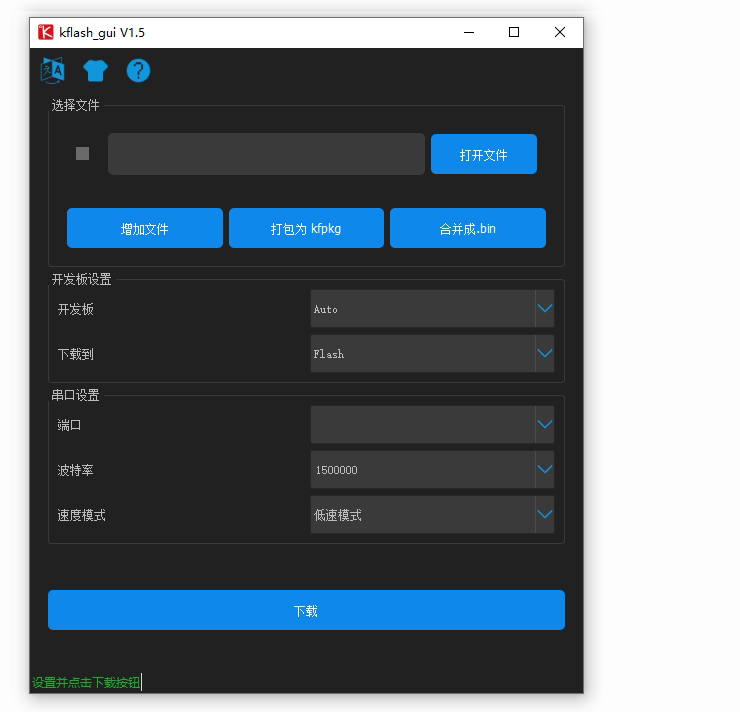 kflash_gui V1.5
选择文件
打开文件
增加文件 打包为 kfpkg 合并成.bin
开发板设置
开发板 Auto
下载到 Flash
串口设置
端口
波特率 1500000
速度模式 低速模式
下载
设置并点击下载按钮